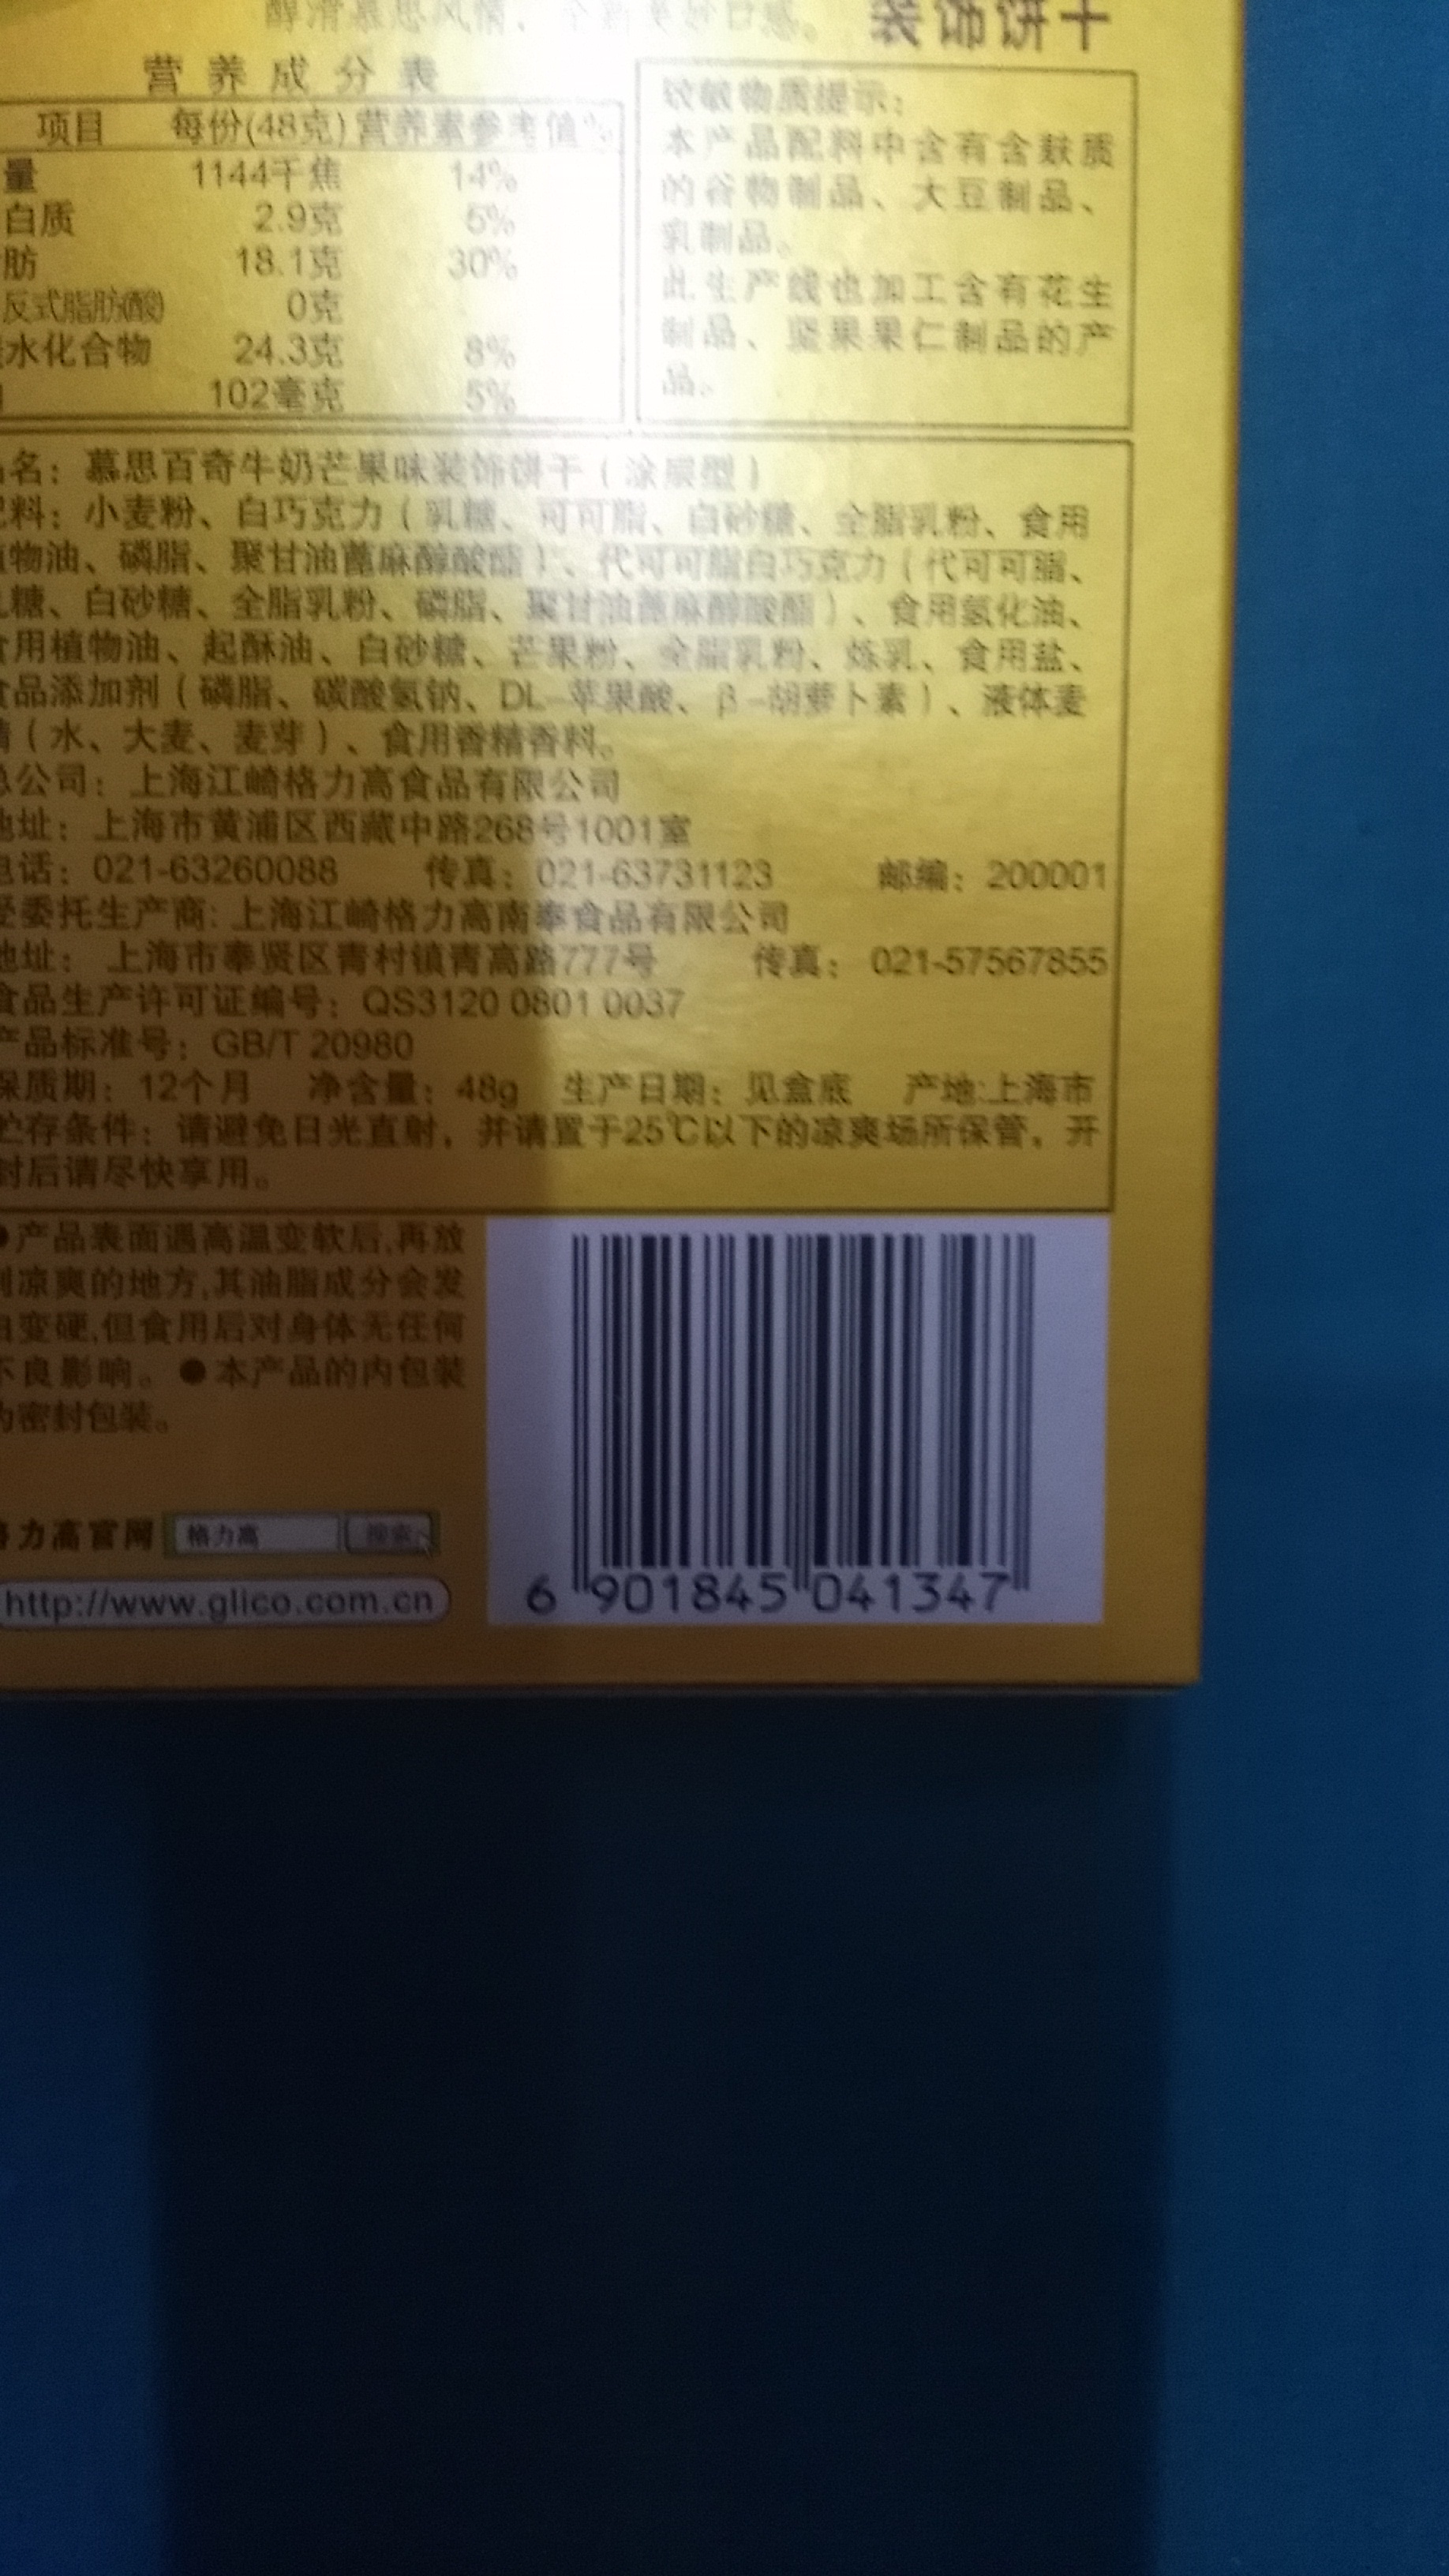 醇滑慕思风情，全新美妙口感。 装饰饼干
营养成分表
项目 每份(48克) 营养素参考值%
量 1144千焦 14%
白质 2.9克 5%
肪 18.1克 30%
反式脂肪(酸) 0克
水化合物 24.3克 8%
102毫克 5%
致敏物质提示：
本产品配料中含有含麸质
的谷物制品、大豆制品、
乳制品。
此生产线也加工含有花生
制品、坚果果仁制品的产
品。
名：慕思百奇牛奶芒果味装饰饼干（涂层型）
料：小麦粉、白巧克力（乳糖、可可脂、白砂糖、全脂乳粉、食用
物油、磷脂、聚甘油蓖麻醇酸酯）、代可可脂白巧克力（代可可脂、
糖、白砂糖、全脂乳粉、磷脂、聚甘油蓖麻醇酸酯）、食用氢化油、
食用植物油、起酥油、白砂糖、芒果粉、全脂乳粉、炼乳、食用盐、
食品添加剂（磷脂、碳酸氢钠、DL-苹果酸、β-胡萝卜素）、液体麦
（水、大麦、麦芽）、食用香精香料。
总公司：上海江崎格力高食品有限公司
地址：上海市黄浦区西藏中路268号1001室
电话：021-63260088 传真：021-63731123 邮编：200001
受委托生产商：上海江崎格力高南奉食品有限公司
地址：上海市奉贤区青村镇青高路777号 传真：021-57567855
食品生产许可证编号：QS3120 0801 0037
产品标准号：GB/T 20980
保质期：12个月 净含量：48g 生产日期：见盒底 产地:上海市
贮存条件：请避免日光直射，并请置于25℃以下的凉爽场所保管，开
封后请尽快享用。
●产品表面遇高温变软后,再放
到凉爽的地方,其油脂成分会发
白变硬,但食用后对身体无任何
不良影响。●本产品的内包装
为密封包装。
格力高官网 格力高 搜索
http://www.glico.com.cn
6 901845 041347